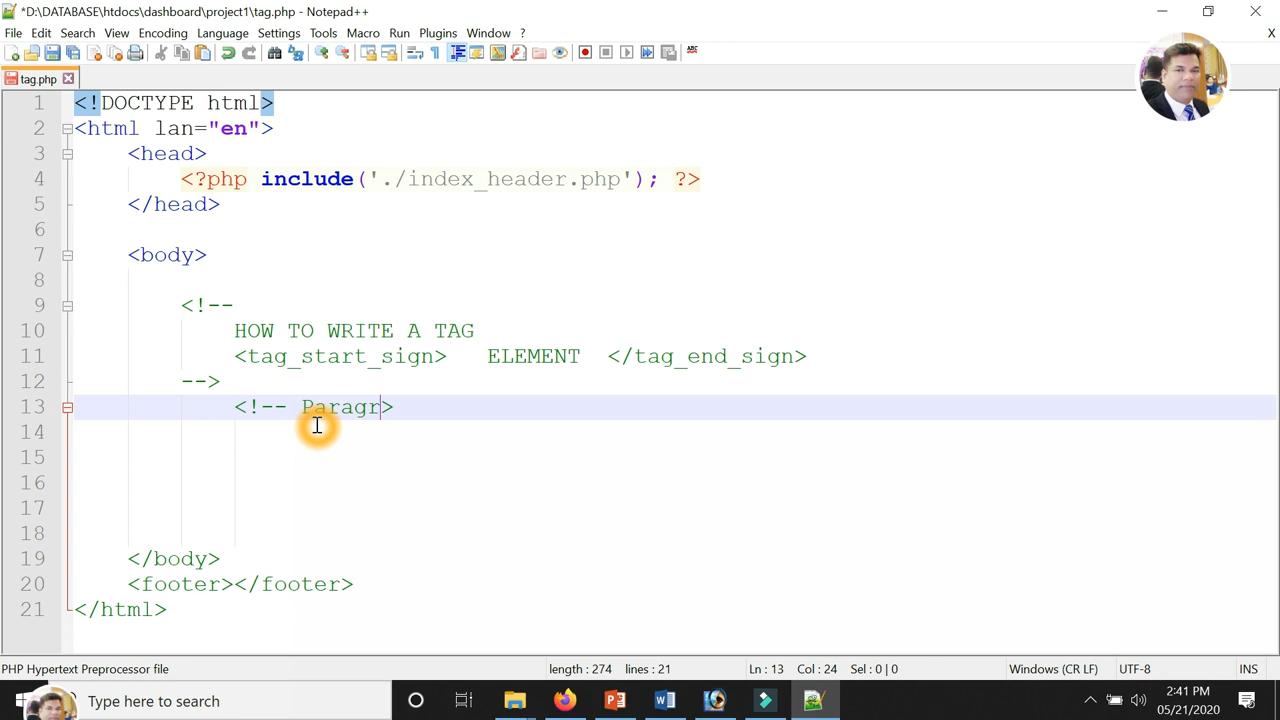 *D:\DATABASE\htdocs\dashboard\project1\tag.php - Notepad++
File Edit Search View Encoding Language Settings Tools Macro Run Plugins Window ? X
ABC
tag.php
1 <!DOCTYPE html>
2 <html lan="en">
3 <head>
4 <?php include('./index_header.php'); ?>
5 </head>
6
7 <body>
8
9 <!--
10 HOW TO WRITE A TAG
11 <tag_start_sign> ELEMENT </tag_end_sign>
12 -->
13 <!-- Paragr>
14
15
16
17
18
19 </body>
20 <footer></footer>
21 </html>
PHP Hypertext Preprocessor file length : 274 lines : 21 Ln : 13 Col : 24 Sel : 0 | 0 Windows (CR LF) UTF-8 INS
Type here to search
2:41 PM
05/21/2020